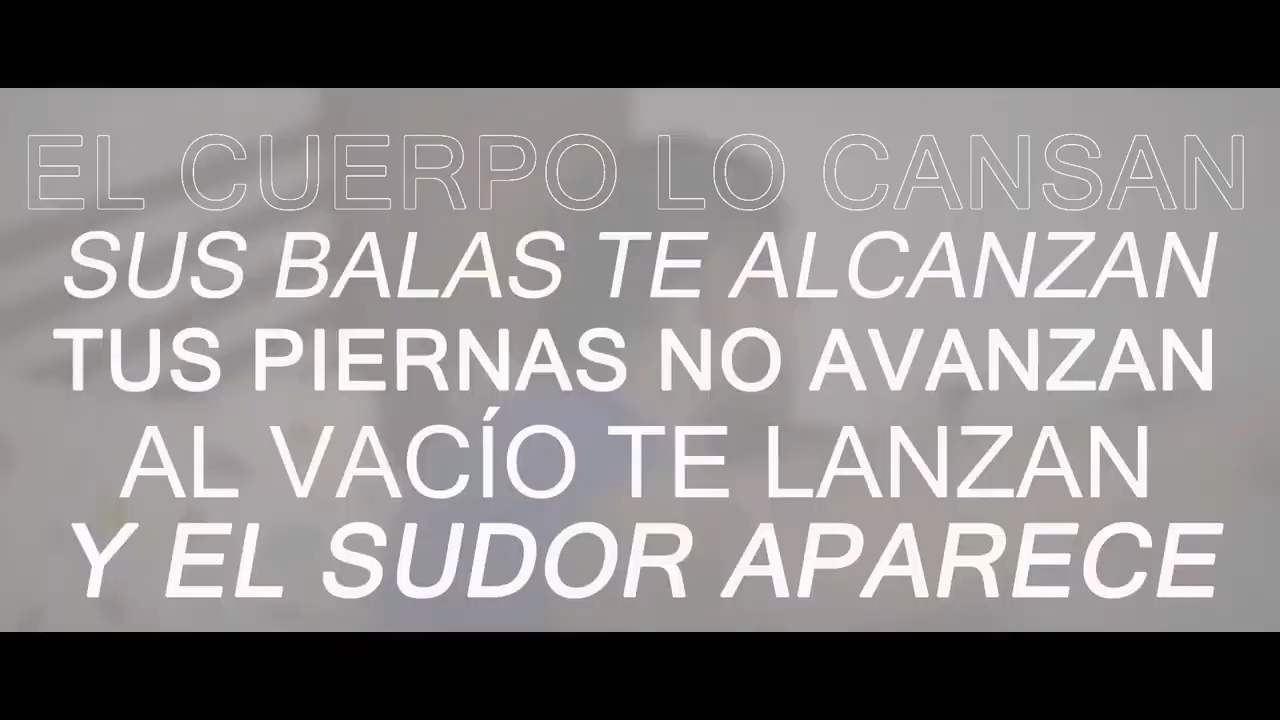 EL CUERPO LO CANSAN
SUS BALAS TE ALCANZAN
TUS PIERNAS NO AVANZAN
AL VACÍO TE LANZAN
Y EL SUDOR APARECE